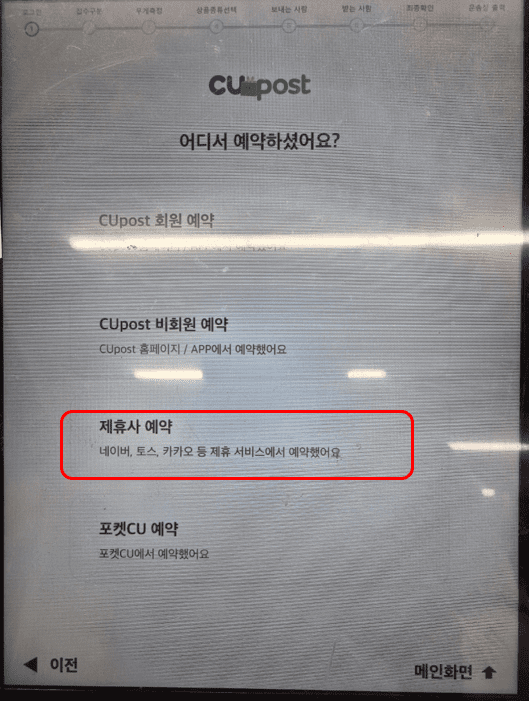 로그인 접수구분 무게측정 상품종류선택 보내는 사람 받는 사람 최종확인 운송장 출력
1
CUpost
어디서 예약하셨어요?
CUpost 회원 예약
CUpost 비회원 예약
CUpost 홈페이지 / APP에서 예약했어요
제휴사 예약
네이버, 토스, 카카오 등 제휴 서비스에서 예약했어요
포켓CU 예약
포켓CU에서 예약했어요
이전
메인화면